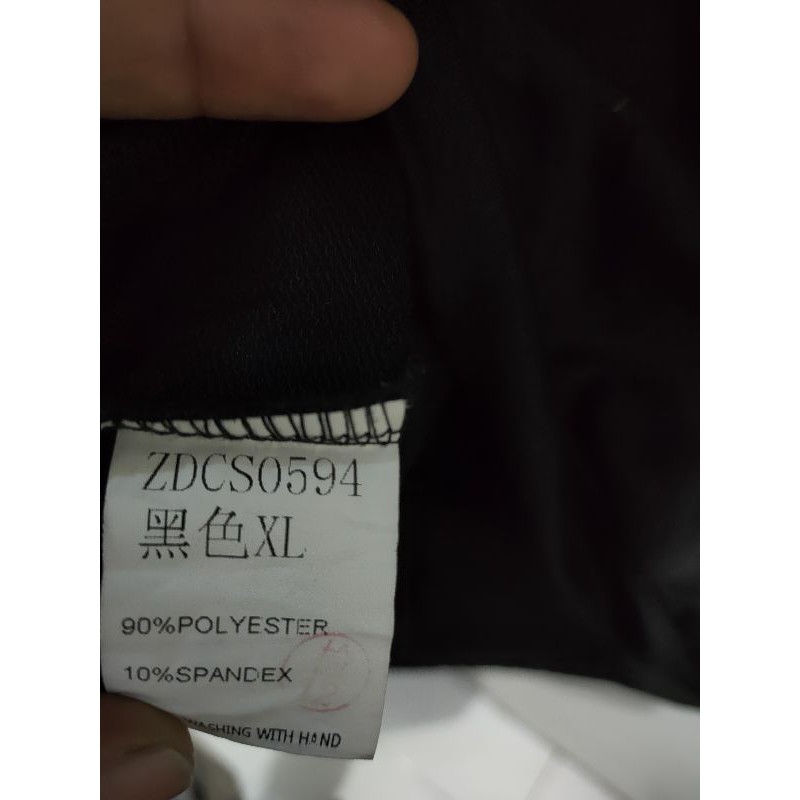 ZDCS0594
黑色XL
90%POLYESTER
10%SPANDEX
WASHING WITH HAND